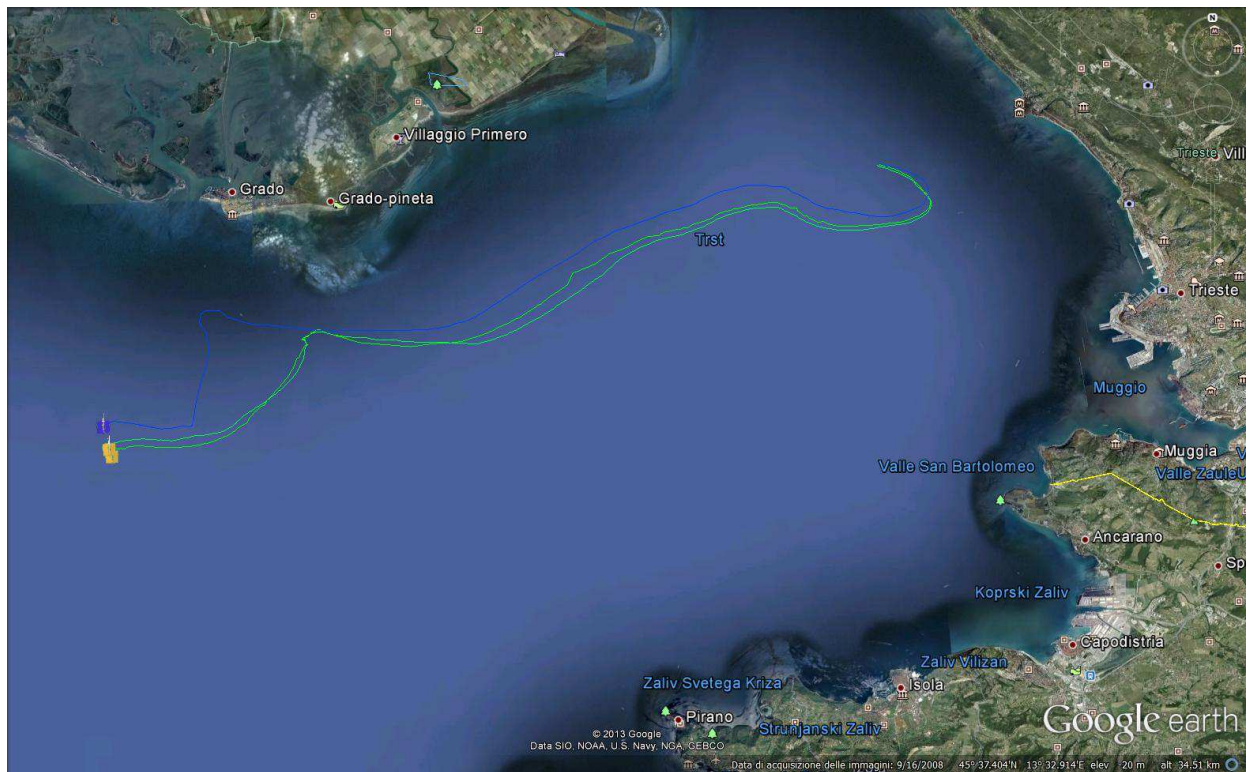 Villaggio Primero
Grado
Grado-pineta
Trieste
Vill
Trst
Trieste
Muggio
Muggia
Valle San Bartolomeo
Valle ZauleU
Ancarano
Sp
Koprski Zaliv
Capodistria
Zaliv Vilizan
Isola
Zaliv Svetega Kriza
Pirano
Strunjanski Zaliv
Google earth
© 2013 Google
Data SIO, NOAA, U.S. Navy, NGA, GEBCO
Data di acquisizione delle immagini: 9/16/2008 45°37.404'N 13°32.914'E elev 20 m alt 34.51 km
N